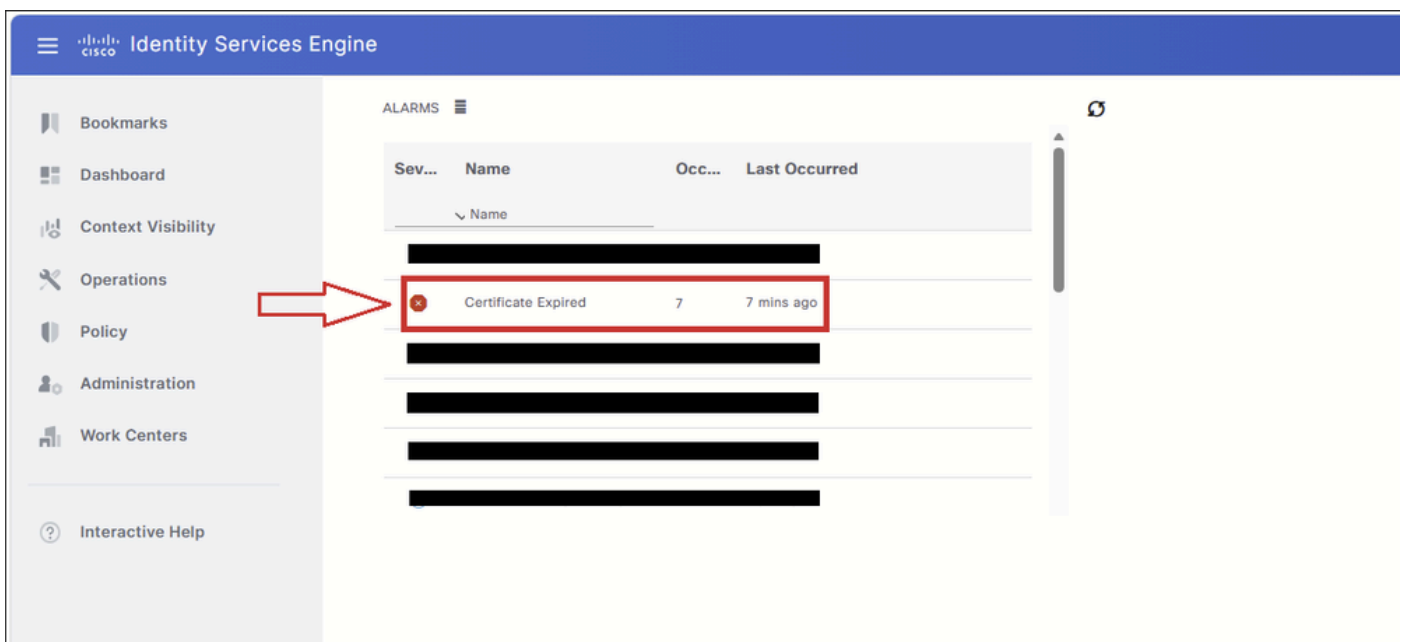 cisco Identity Services Engine
Bookmarks
Dashboard
Context Visibility
Operations
Policy
Administration
Work Centers
Interactive Help
ALARMS
Sev... Name Occ... Last Occurred
Name
Certificate Expired 7 7 mins ago